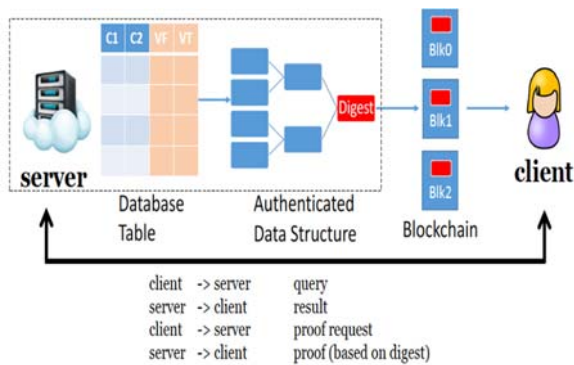 C1 C2 VF VT
Blk0
Digest
Blk1
Blk2
server
client
Database
Table
Authenticated
Data Structure
Blockchain
client -> server query
server -> client result
client -> server proof request
server -> client proof (based on digest)